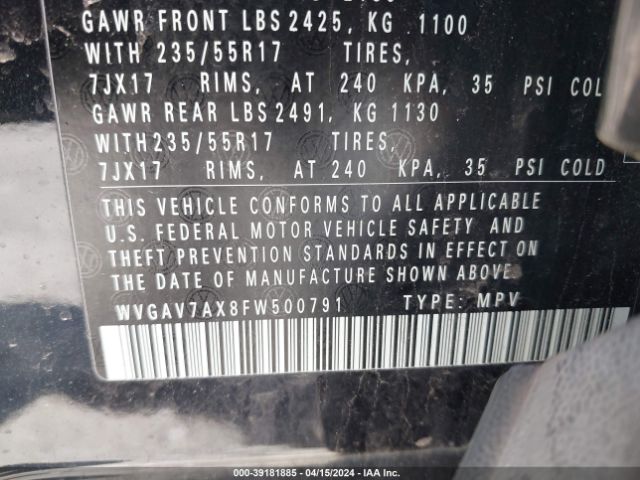 GAWR FRONT LBS 2425, KG 1100
WITH 235/55R17 TIRES,
7JX17 RIMS, AT 240 KPA, 35 PSI COLD
GAWR REAR LBS 2491, KG 1130
WITH235/55R17 TIRES,
7JX17 RIMS, AT 240 KPA, 35 PSI COLD
THIS VEHICLE CONFORMS TO ALL APPLICABLE
U.S. FEDERAL MOTOR VEHICLE SAFETY AND
THEFT PREVENTION STANDARDS IN EFFECT ON
THE DATE OF MANUFACTURE SHOWN ABOVE.
WVGAV7AX8FW500791 TYPE: MPV
000-39181885 | 04/15/2024 | IAA Inc.